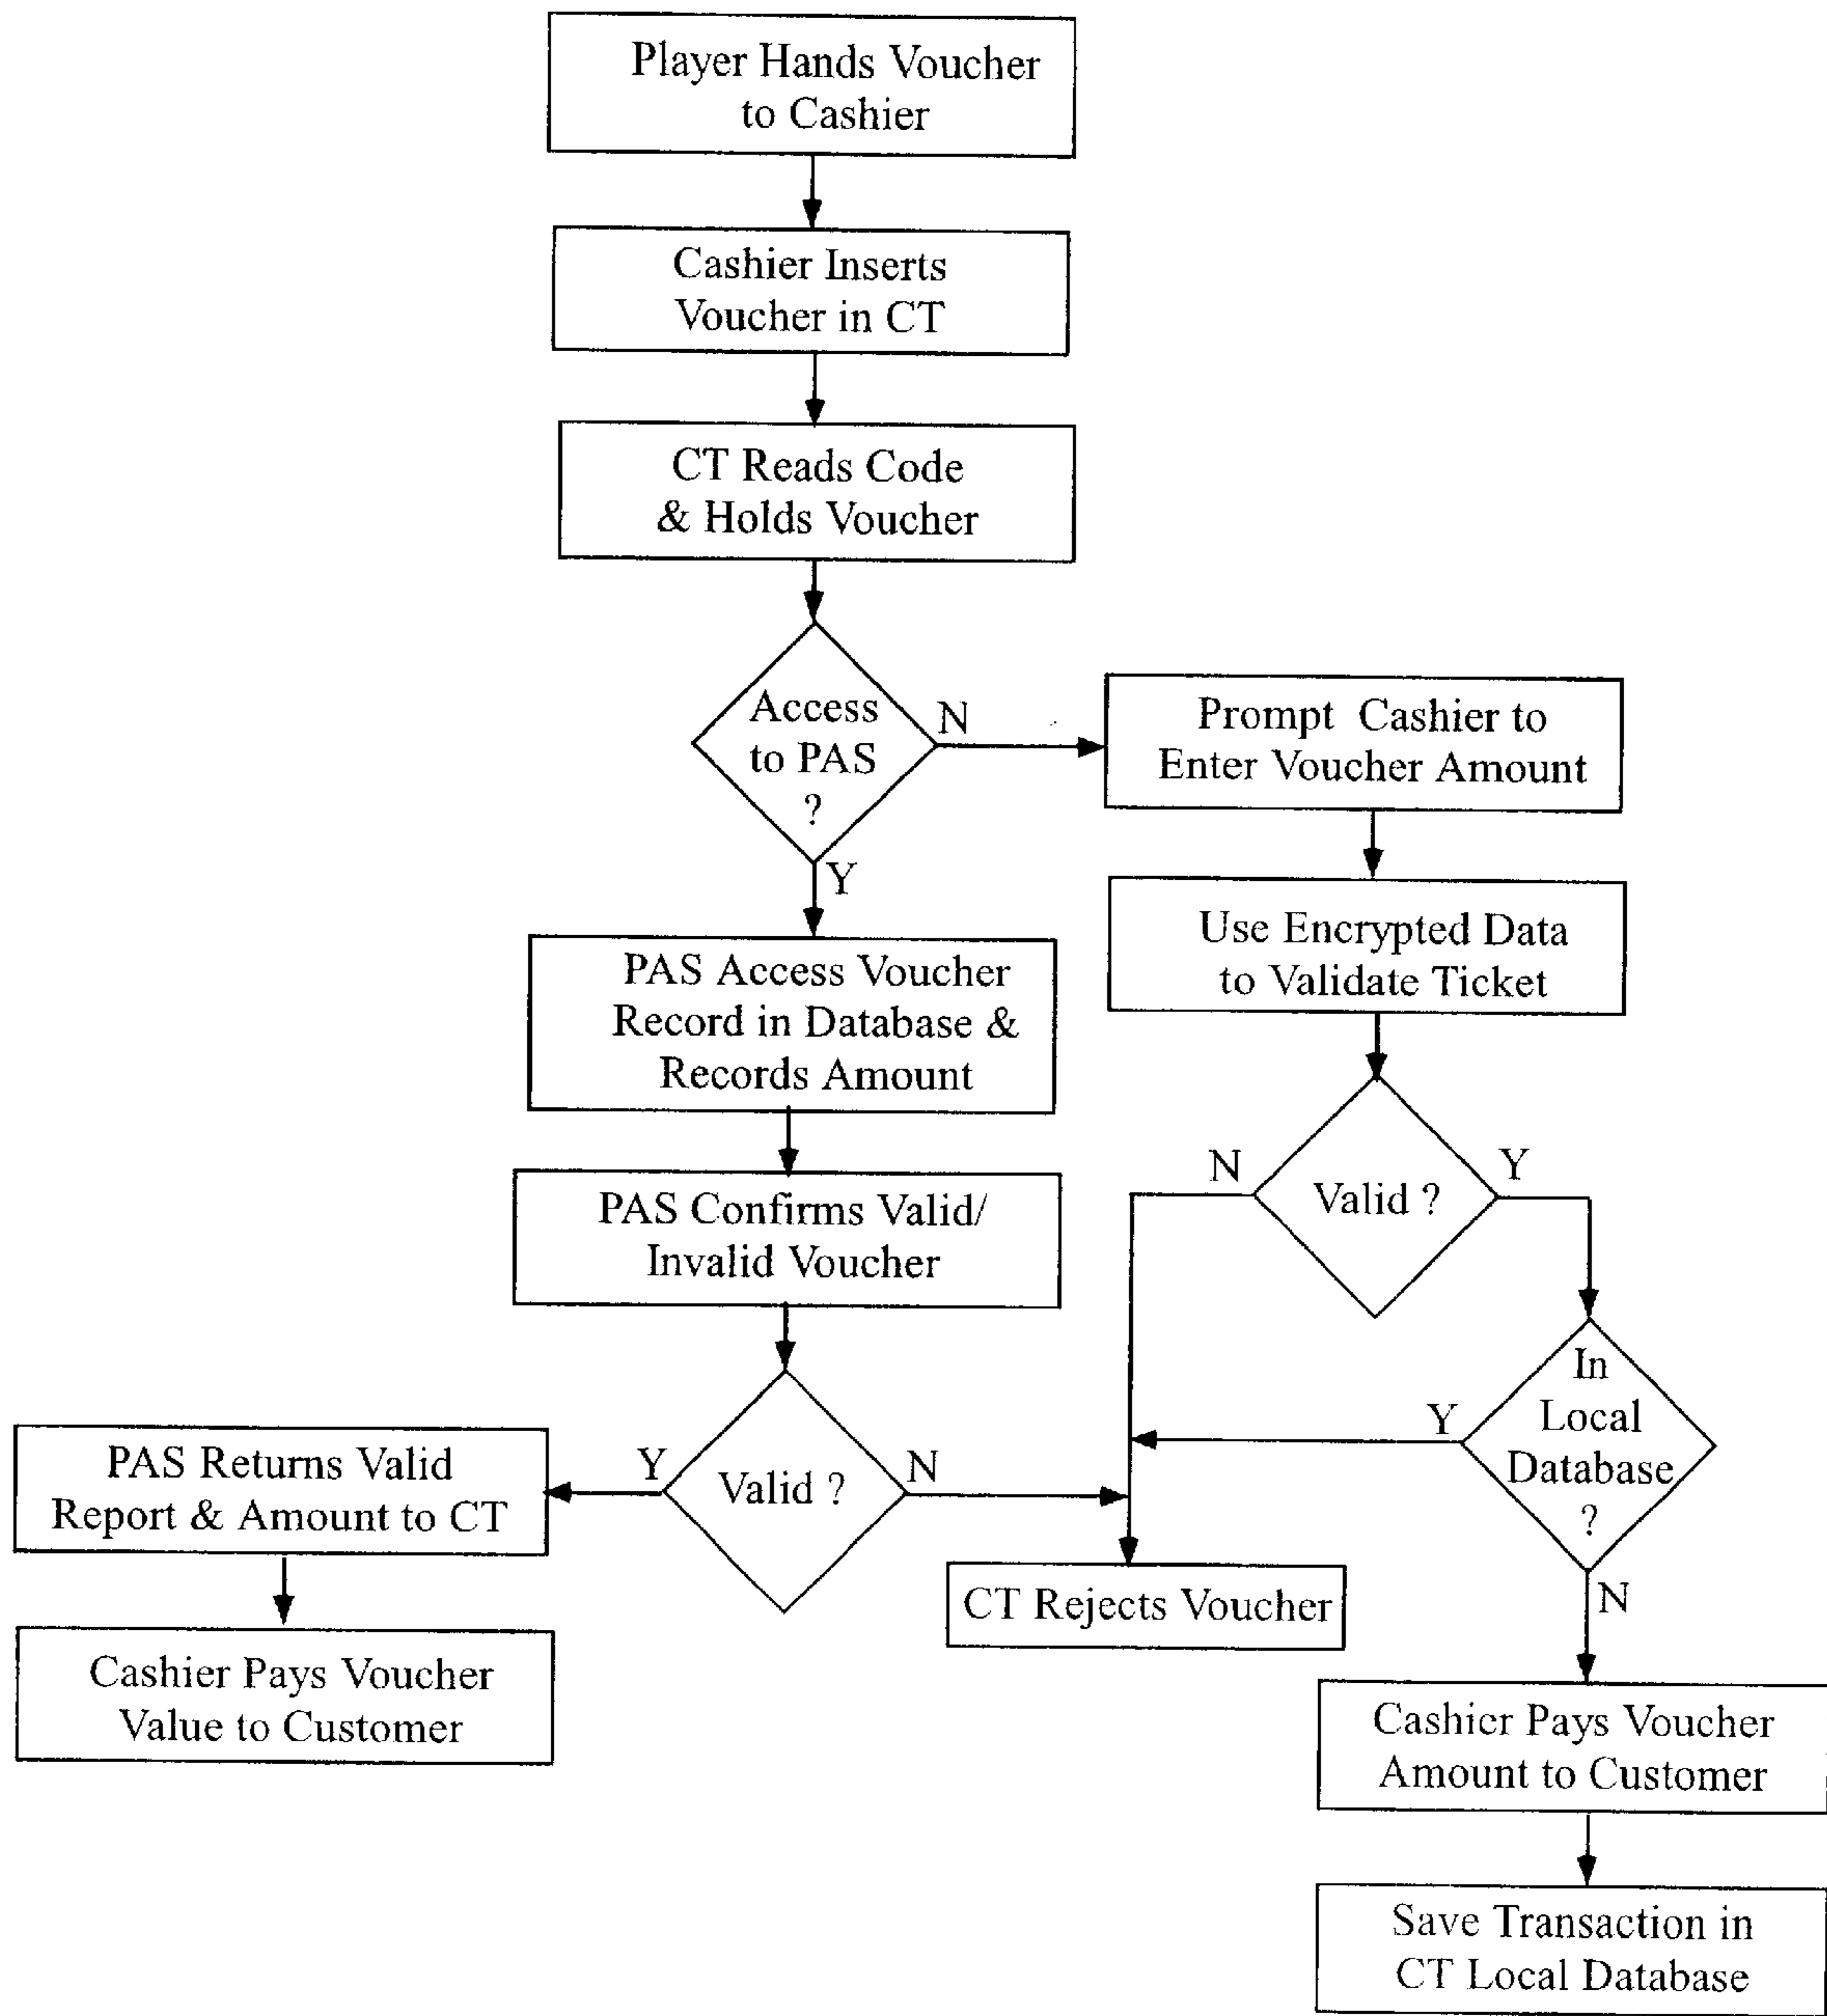 Player Hands Voucher
to Cashier
Cashier Inserts
Voucher in CT
CT Reads Code
& Holds Voucher
Access
to PAS
?
N
Y
Prompt Cashier to
Enter Voucher Amount
Use Encrypted Data
to Validate Ticket
PAS Access Voucher
Record in Database &
Records Amount
PAS Confirms Valid/
Invalid Voucher
N
Valid ?
Y
In
Local
Database
?
Y
N
Y
Valid ?
N
PAS Returns Valid
Report & Amount to CT
Cashier Pays Voucher
Value to Customer
CT Rejects Voucher
Cashier Pays Voucher
Amount to Customer
Save Transaction in
CT Local Database